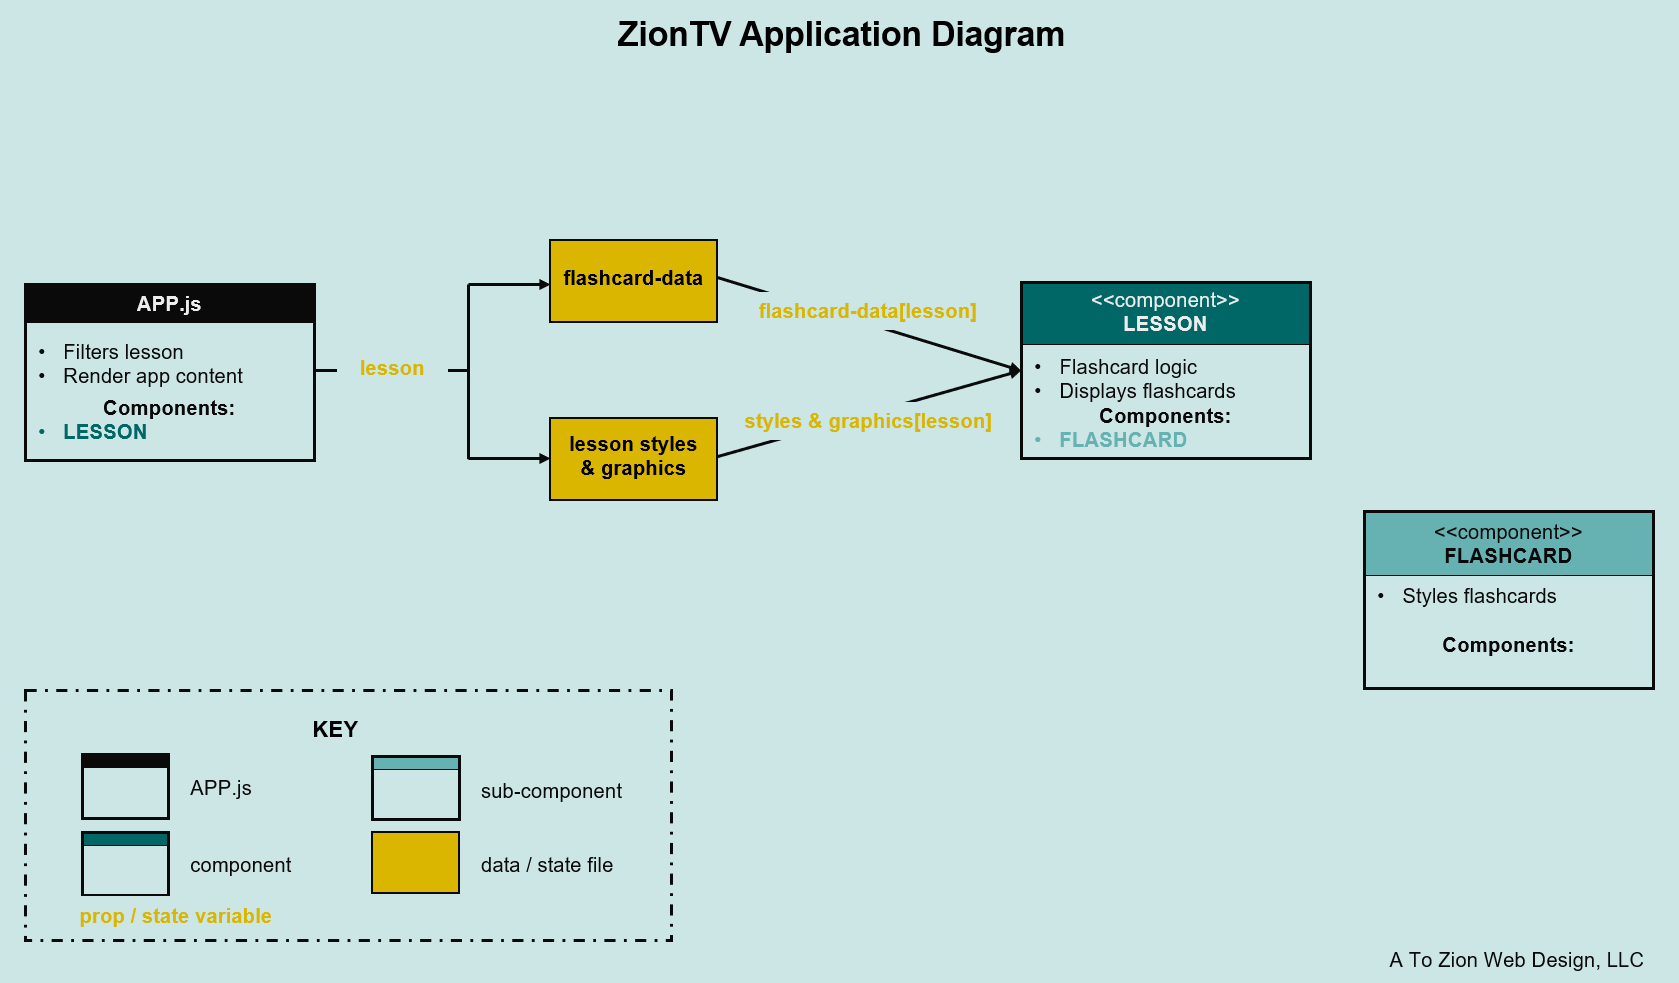 ZionTV Application Diagram
APP.js
• Filters lesson
• Render app content
Components:
• LESSON
lesson
flashcard-data
lesson styles
& graphics
flashcard-data[lesson]
styles & graphics[lesson]
<<component>>
LESSON
• Flashcard logic
• Displays flashcards
Components:
• FLASHCARD
<<component>>
FLASHCARD
• Styles flashcards
Components:
KEY
APP.js
sub-component
component
data / state file
prop / state variable
A To Zion Web Design, LLC